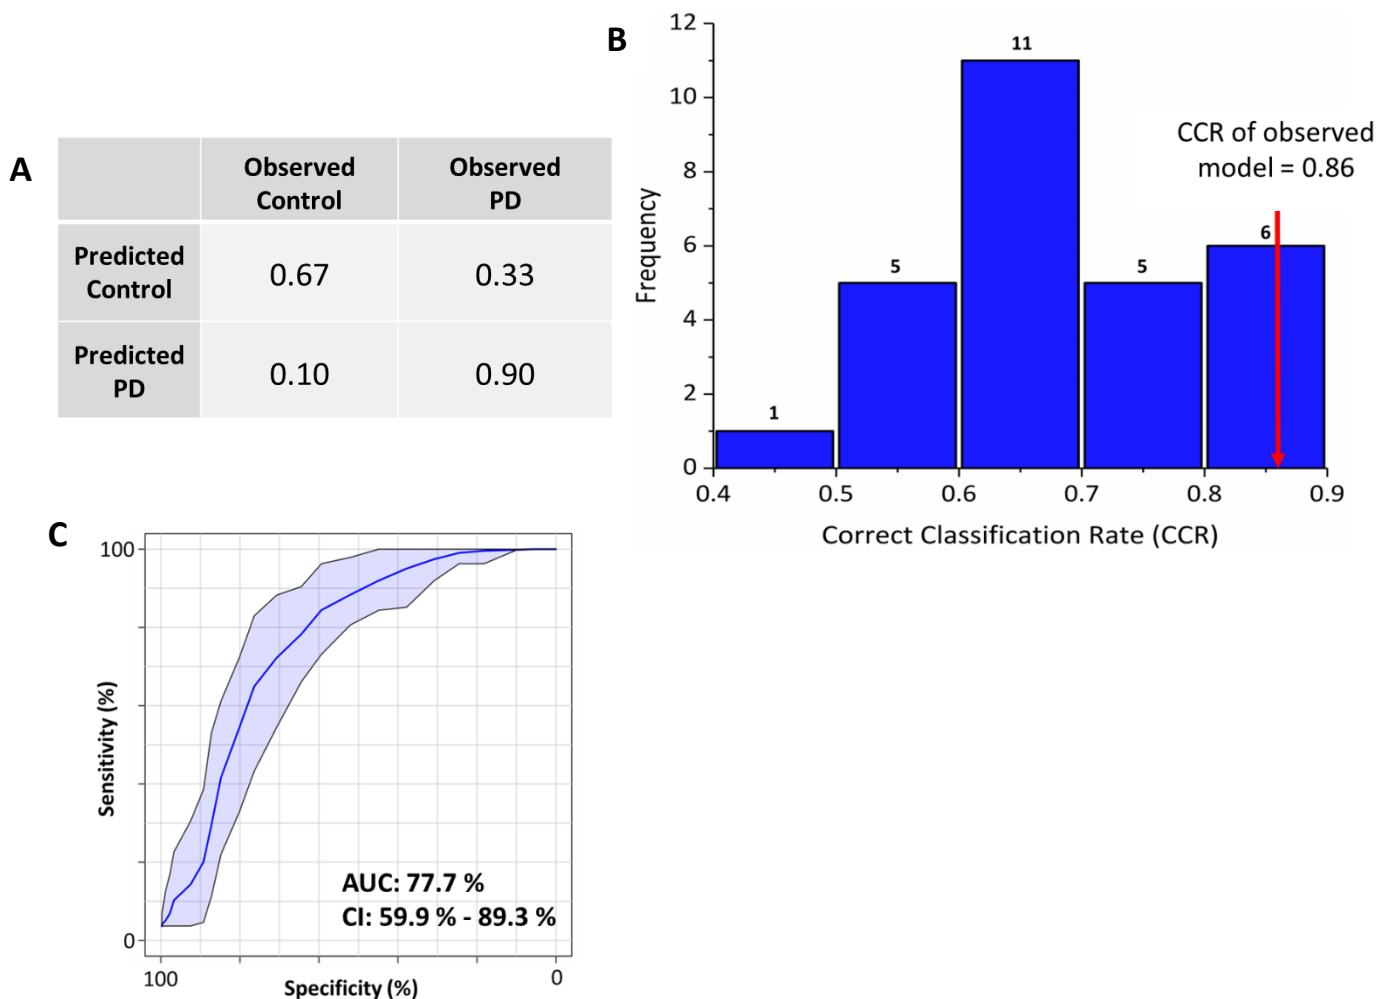 A
Observed
Control
Observed
PD
Predicted
Control
0.67
0.33
Predicted
PD
0.10
0.90
B
12
10
8
6
4
2
0
Frequency
1
5
11
5
6
CCR of observed
model = 0.86
0.4
0.5
0.6
0.7
0.8
0.9
Correct Classification Rate (CCR)
C
100
0
Sensitivity (%)
AUC: 77.7 %
CI: 59.9 % - 89.3 %
100
0
Specificity (%)